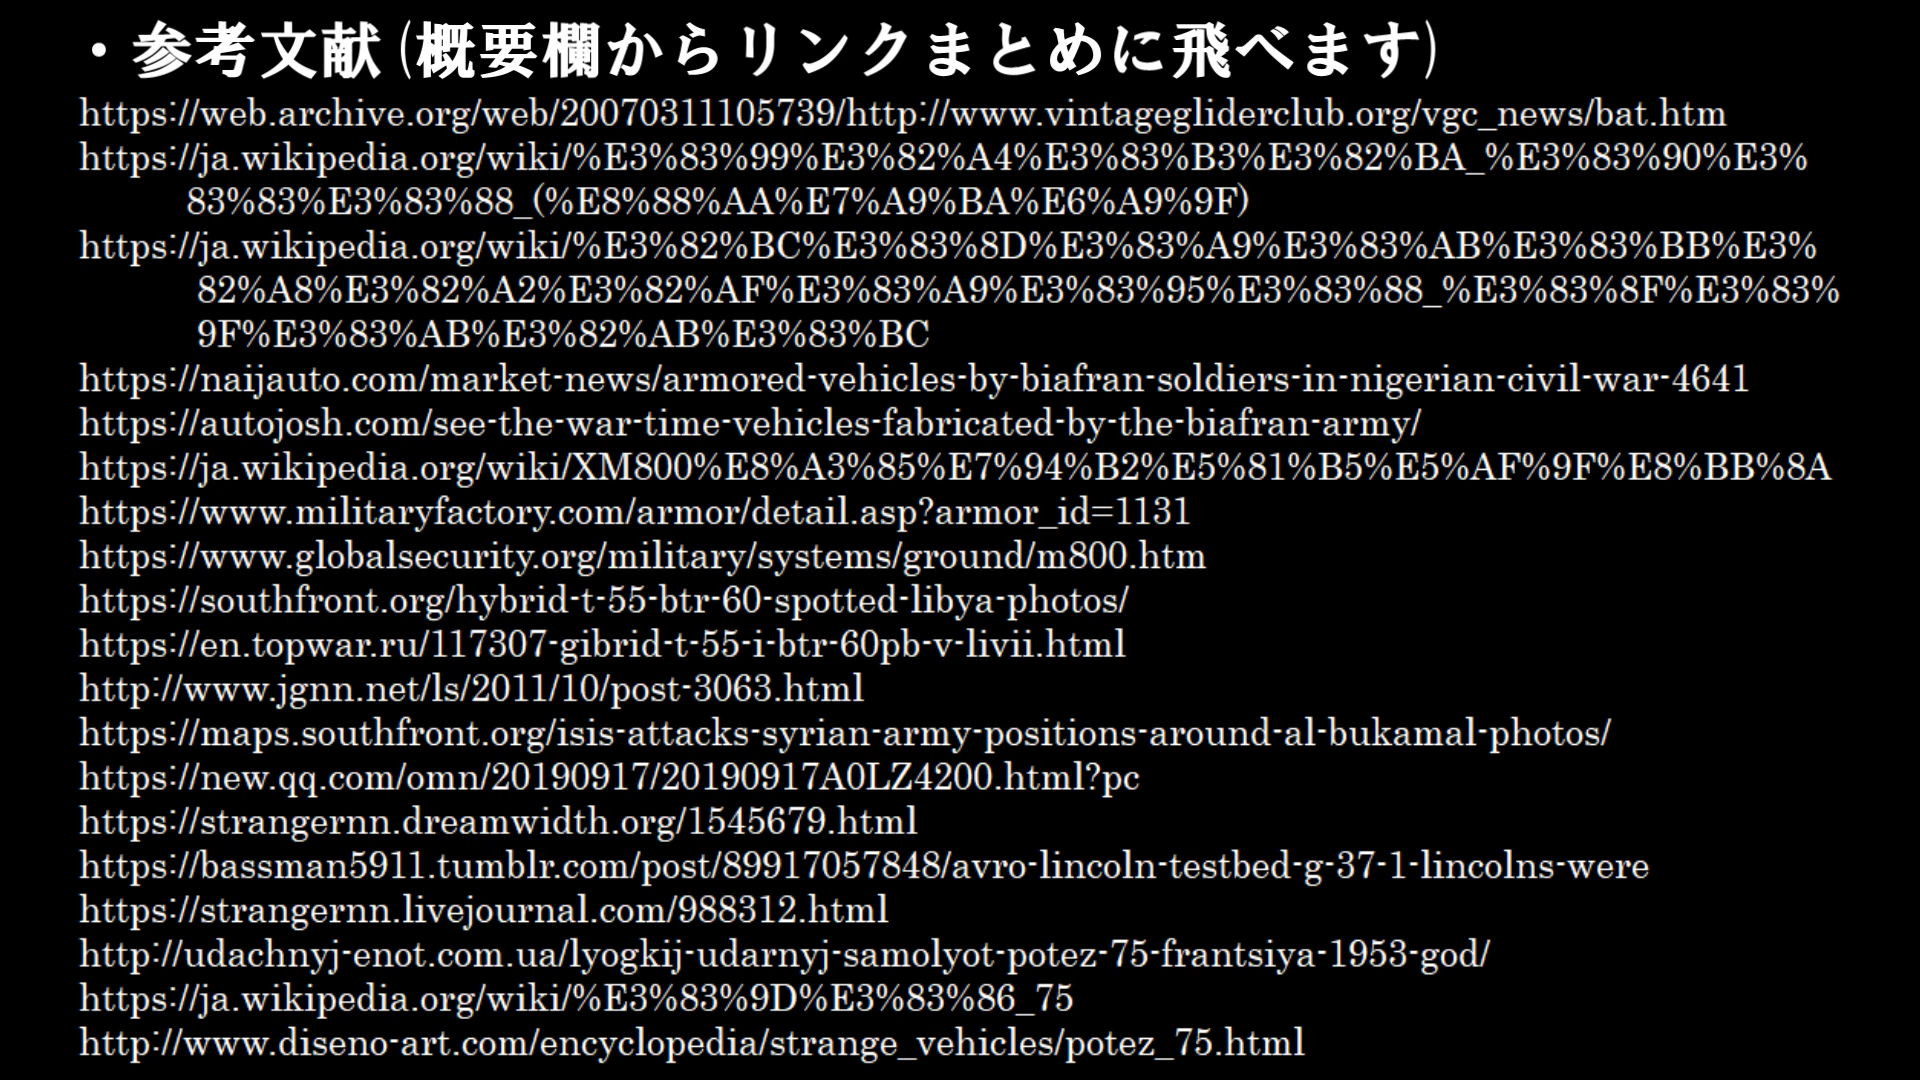 ・参考文献 (概要欄からリンクまとめに飛べます)
https://web.archive.org/web/20070311105739/http://www.vintagegliderclub.org/vgc_news/bat.htm
https://ja.wikipedia.org/wiki/%E3%83%99%E3%82%A4%E3%83%B3%E3%82%BA_%E3%83%90%E3%
83%83%E3%83%88_(%E8%88%AA%E7%A9%BA%E6%A9%9F)
https://ja.wikipedia.org/wiki/%E3%82%BC%E3%83%8D%E3%83%A9%E3%83%AB%E3%83%BB%E3%
82%A8%E3%82%A2%E3%82%AF%E3%83%A9%E3%83%95%E3%83%88_%E3%83%8F%E3%83%
9F%E3%83%AB%E3%82%AB%E3%83%BC
https://naijauto.com/market-news/armored-vehicles-by-biafran-soldiers-in-nigerian-civil-war-4641
https://autojosh.com/see-the-war-time-vehicles-fabricated-by-the-biafran-army/
https://ja.wikipedia.org/wiki/XM800%E8%A3%85%E7%94%B2%E5%81%B5%E5%AF%9F%E8%BB%8A
https://www.militaryfactory.com/armor/detail.asp?armor_id=1131
https://www.globalsecurity.org/military/systems/ground/m800.htm
https://southfront.org/hybrid-t-55-btr-60-spotted-libya-photos/
https://en.topwar.ru/117307-gibrid-t-55-i-btr-60pb-v-livii.html
http://www.jgnn.net/ls/2011/10/post-3063.html
https://maps.southfront.org/isis-attacks-syrian-army-positions-around-al-bukamal-photos/
https://new.qq.com/omn/20190917/20190917A0LZ4200.html?pc
https://strangernn.dreamwidth.org/1545679.html
https://bassman5911.tumblr.com/post/89917057848/avro-lincoln-testbed-g-37-1-lincolns-were
https://strangernn.livejournal.com/988312.html
http://udachnyj-enot.com.ua/lyogkij-udarnyj-samolyot-potez-75-frantsiya-1953-god/
https://ja.wikipedia.org/wiki/%E3%83%9D%E3%83%86_75
http://www.diseno-art.com/encyclopedia/strange_vehicles/potez_75.html